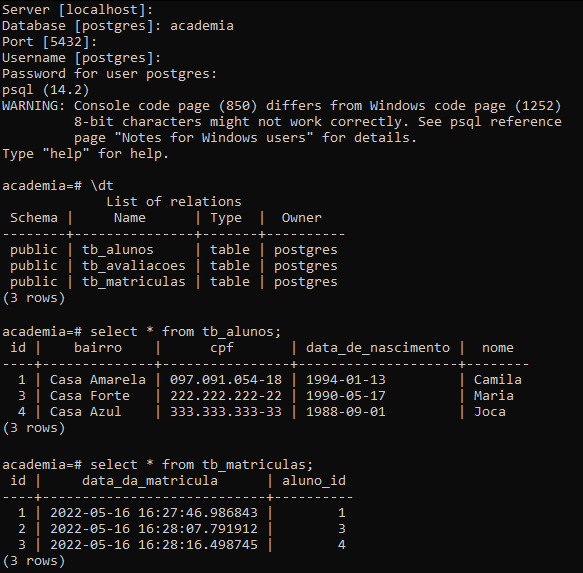 Server [localhost]:
Database [postgres]: academia
Port [5432]:
Username [postgres]:
Password for user postgres:
psql (14.2)
WARNING: Console code page (850) differs from Windows code page (1252)
         8-bit characters might not work correctly. See psql reference
         page "Notes for Windows users" for details.
Type "help" for help.

academia=# \dt
             List of relations
 Schema |     Name      | Type  |  Owner
--------+---------------+-------+----------
 public | tb_alunos     | table | postgres
 public | tb_avaliacoes | table | postgres
 public | tb_matriculas | table | postgres
(3 rows)

academia=# select * from tb_alunos;
 id |    bairro    |      cpf       | data_de_nascimento |  nome
----+--------------+----------------+--------------------+--------
  1 | Casa Amarela | 097.091.054-18 | 1994-01-13         | Camila
  3 | Casa Forte   | 222.222.222-22 | 1990-05-17         | Maria
  4 | Casa Azul    | 333.333.333-33 | 1988-09-01         | Joca
(3 rows)

academia=# select * from tb_matriculas;
 id |     data_da_matricula      | aluno_id
----+----------------------------+----------
  1 | 2022-05-16 16:27:46.986843 |        1
  2 | 2022-05-16 16:28:07.791912 |        3
  3 | 2022-05-16 16:28:16.498745 |        4
(3 rows)